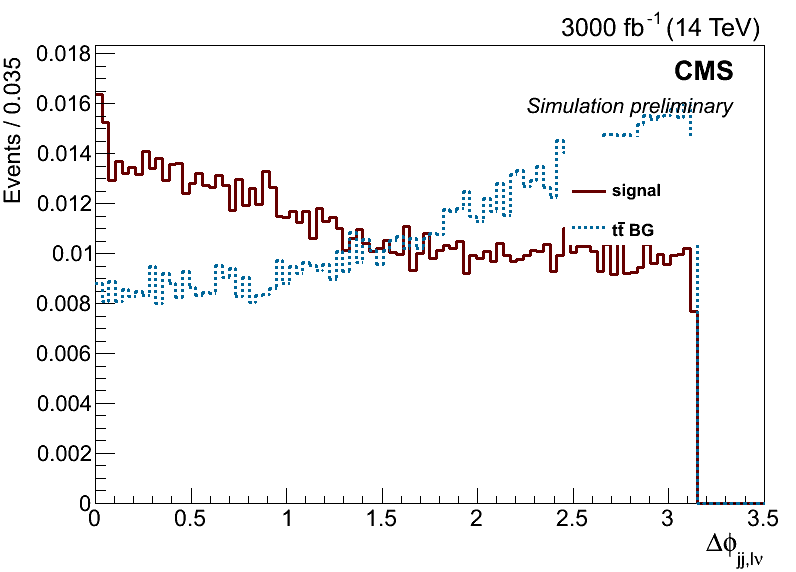 3000 fb⁻¹ (14 TeV)
CMS
Simulation preliminary
Events / 0.035
0.018
0.016
0.014
0.012
0.01
0.008
0.006
0.004
0.002
0
signal
tt̄ BG
0 0.5 1 1.5 2 2.5 3 3.5
Δϕ_jj,lν